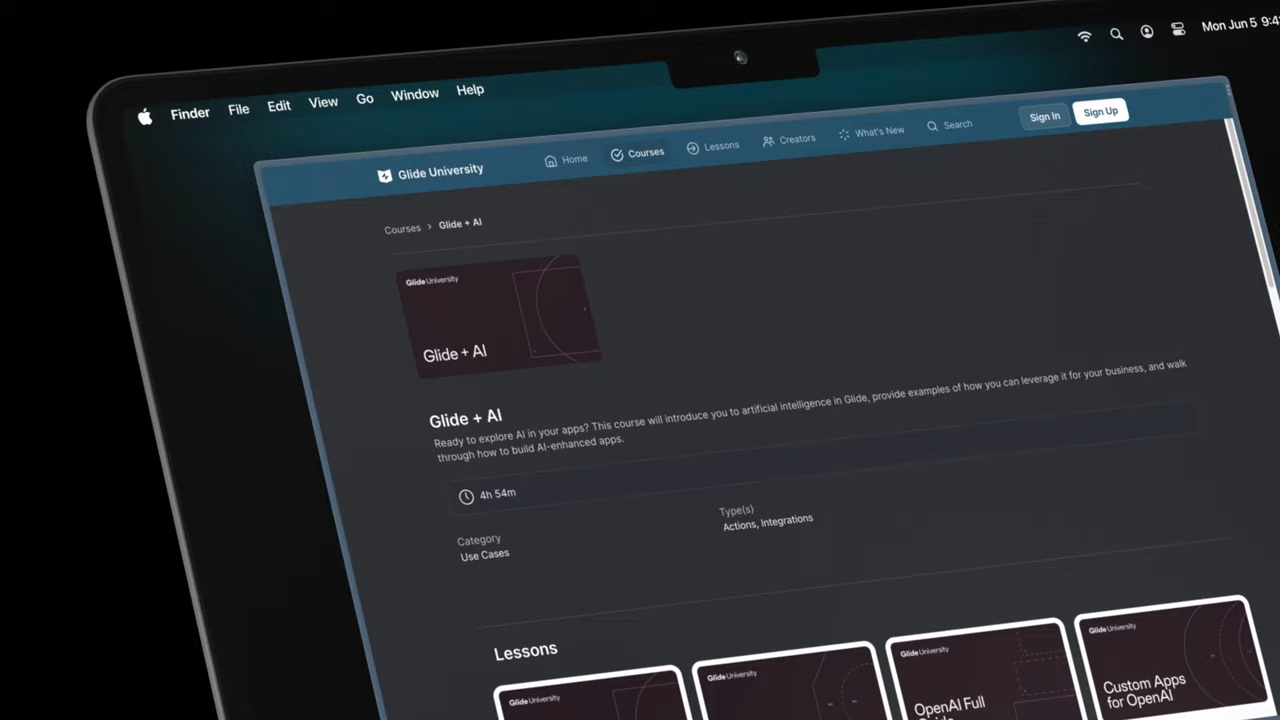 Finder File Edit View Go Window Help
Mon Jun 5 9:4
Glide University
Home Courses Lessons Creators What's New Search
Sign In Sign Up
Courses > Glide + AI
Glide University
Glide + AI
Glide + AI
Ready to explore AI in your apps? This course will introduce you to artificial intelligence in Glide, provide examples of how you can leverage it for your business, and walk
through how to build AI-enhanced apps.
4h 54m
Category
Use Cases
Type(s)
Actions, Integrations
Lessons
Glide University
Glide University
Glide University
OpenAI Full
Glide University
Custom Apps
for OpenAI